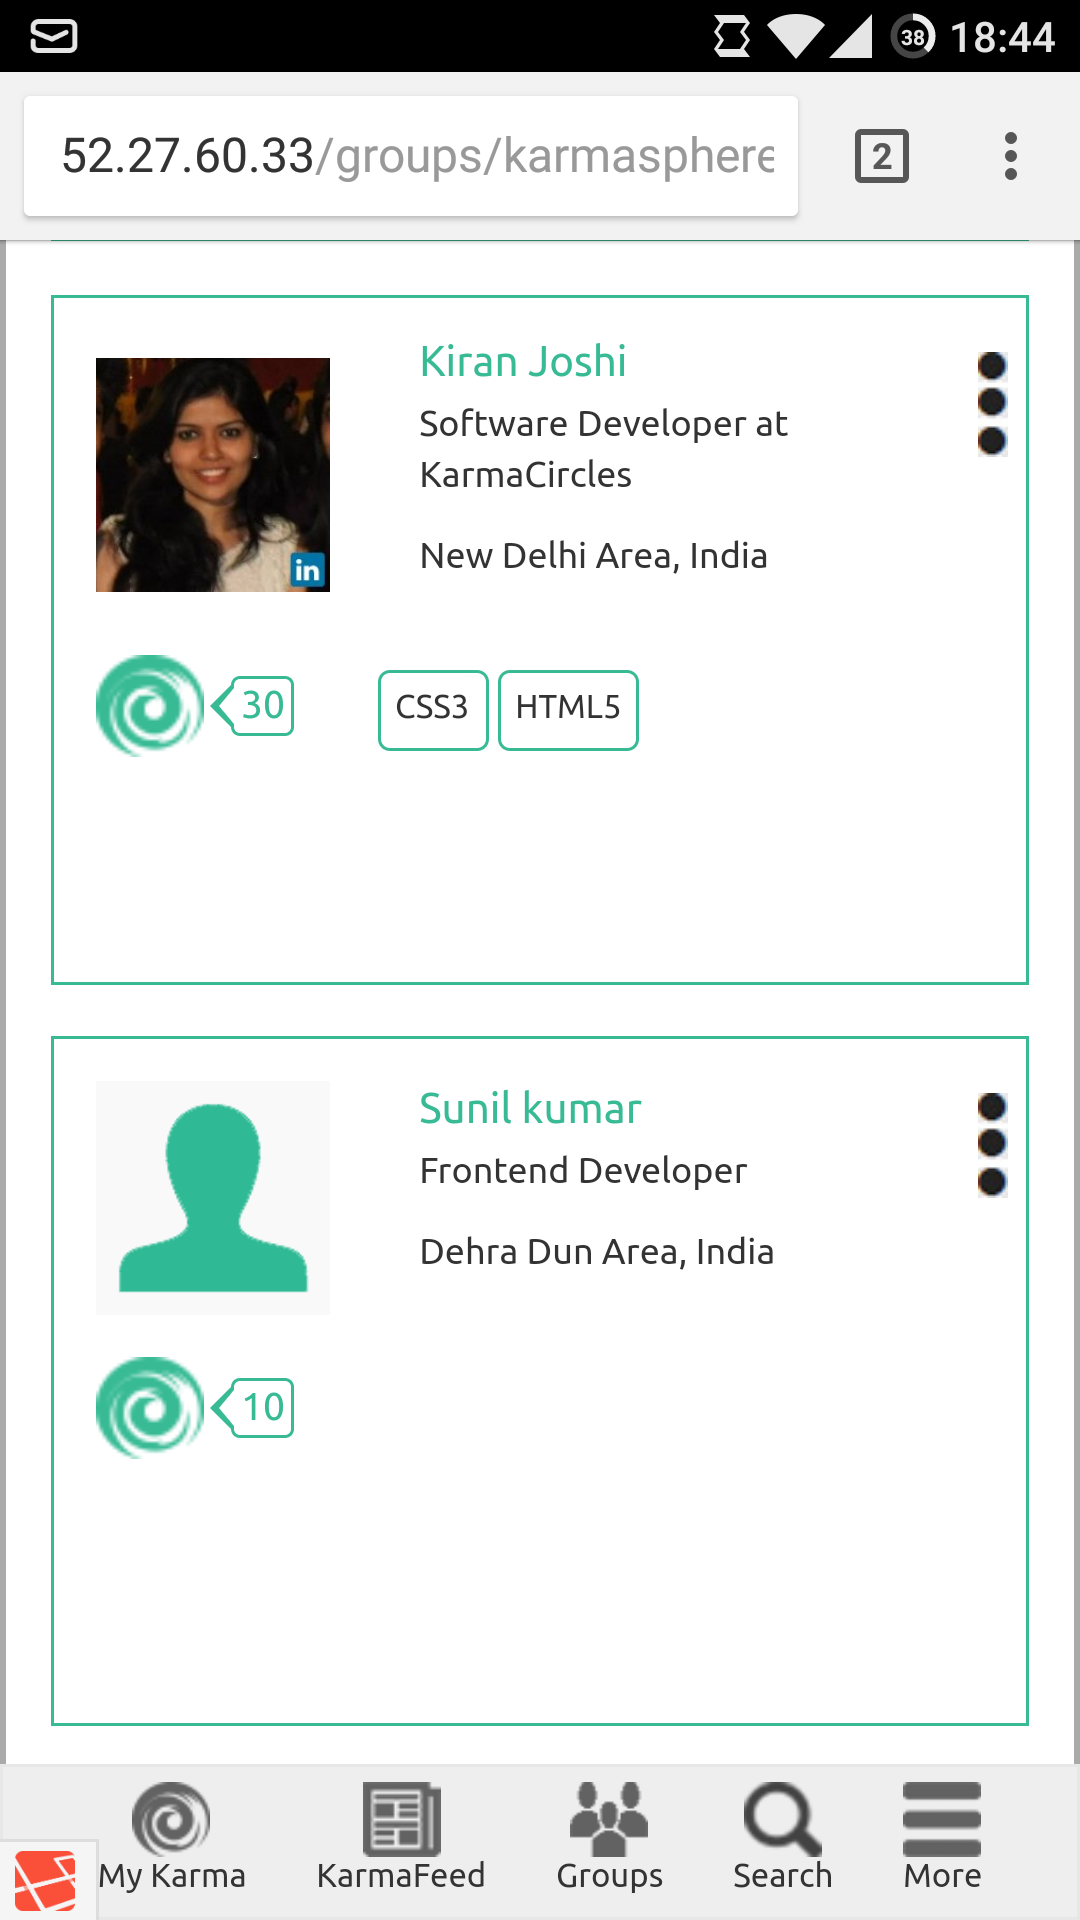 38 18:44
52.27.60.33/groups/karmasphere 2
Kiran Joshi
Software Developer at
KarmaCircles
New Delhi Area, India
in
30 CSS3 HTML5
Sunil kumar
Frontend Developer
Dehra Dun Area, India
10
My Karma KarmaFeed Groups Search More